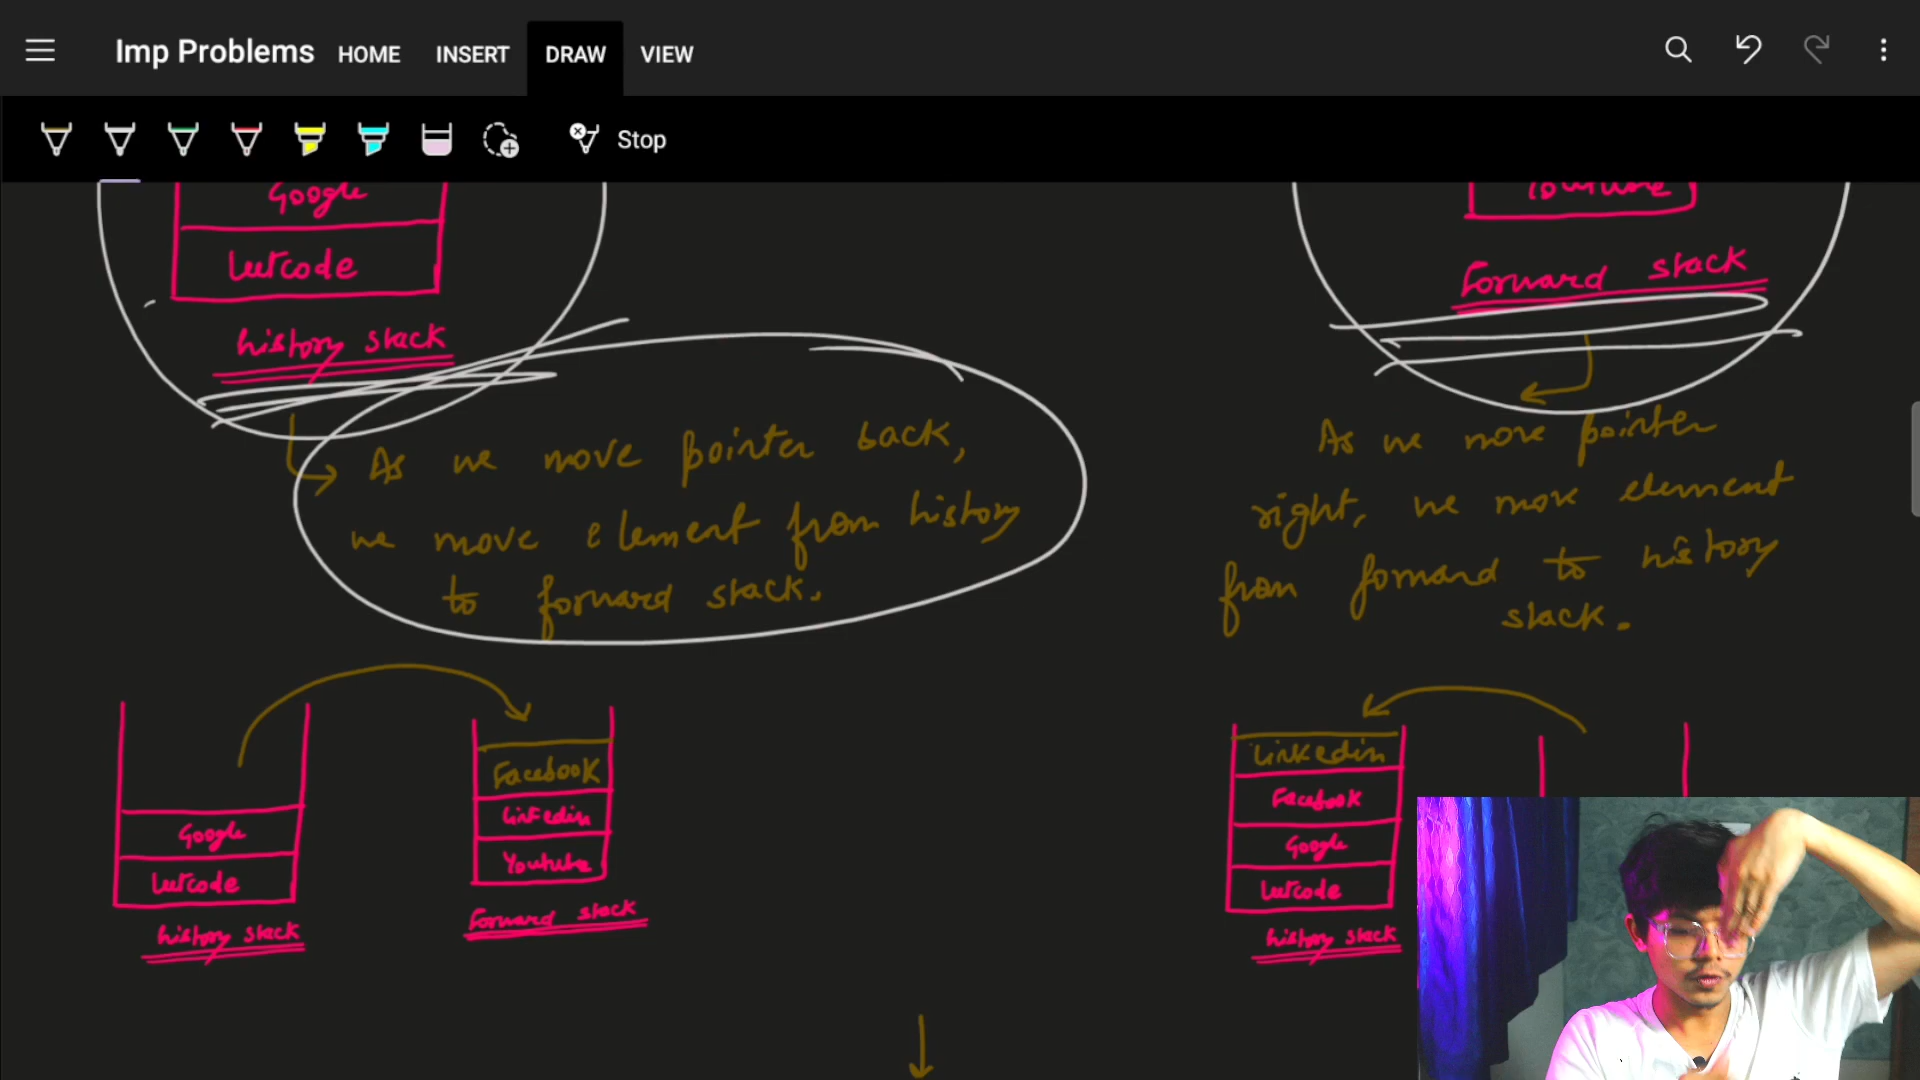 Imp Problems HOME INSERT DRAW VIEW
Stop
Google
Leetcode
history stack
Forward stack
As we move pointer back,
we move element from history
to forward stack.
As we move pointer
right, we move element
from forward to history
stack.
Google
Leetcode
history stack
Facebook
Linkedin
Youtube
Forward stack
Linkedin
Facebook
Google
Leetcode
history stack